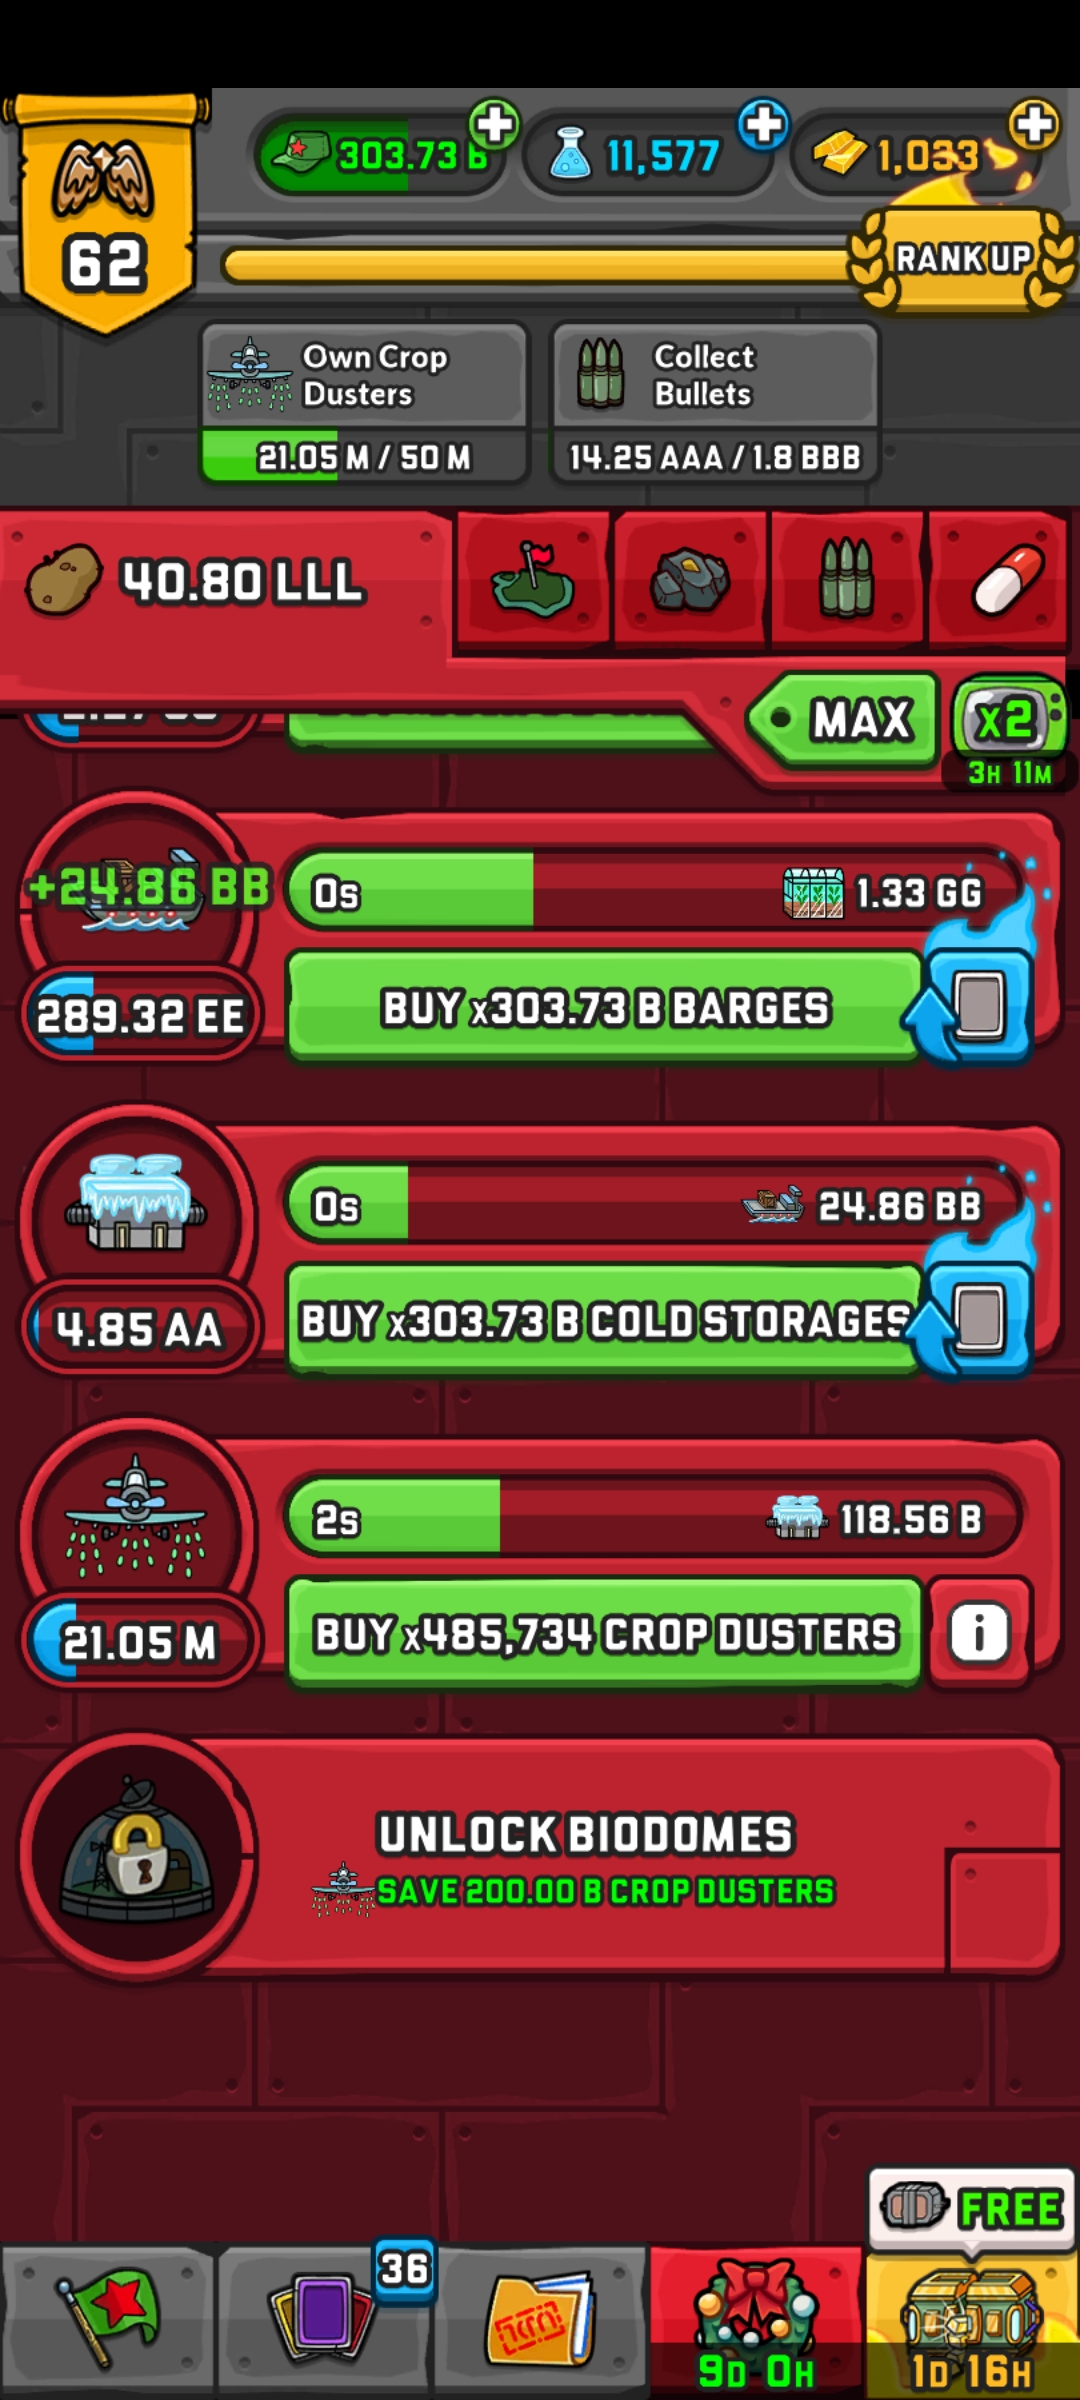 303.73 B
11,577
1,033
62
RANK UP
Own Crop
Dusters
21.05 M / 50 M
Collect
Bullets
14.25 AAA / 1.8 BBB
40.80 LLL
MAX
x2
3H 11M
+24.86 BB
0s
1.33 GG
289.32 EE
BUY x303.73 B BARGES
0s
24.86 BB
4.85 AA
BUY x303.73 B COLD STORAGES
2s
118.56 B
21.05 M
BUY x485,734 CROP DUSTERS
i
UNLOCK BIODOMES
SAVE 200.00 B CROP DUSTERS
FREE
36
9D 0H
1D 16H